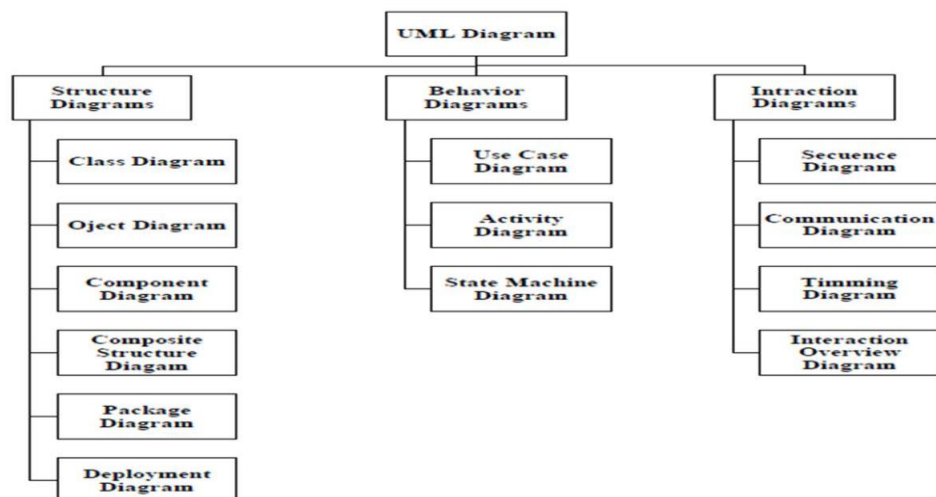 UML Diagram
Structure
Diagrams
Class Diagram
Oject Diagram
Component
Diagram
Composite
Structure
Diagam
Package
Diagram
Deployment
Diagram
Behavior
Diagrams
Use Case
Diagram
Activity
Diagram
State Machine
Diagram
Intraction
Diagrams
Secuence
Diagram
Communication
Diagram
Timming
Diagram
Interaction
Overview
Diagram